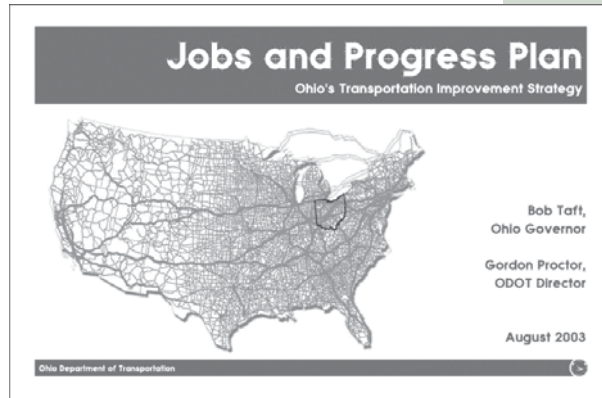 Jobs and Progress Plan
Ohio's Transportation Improvement Strategy
Bob Taft,
Ohio Governor
Gordon Proctor,
ODOT Director
August 2003
Ohio Department of Transportation